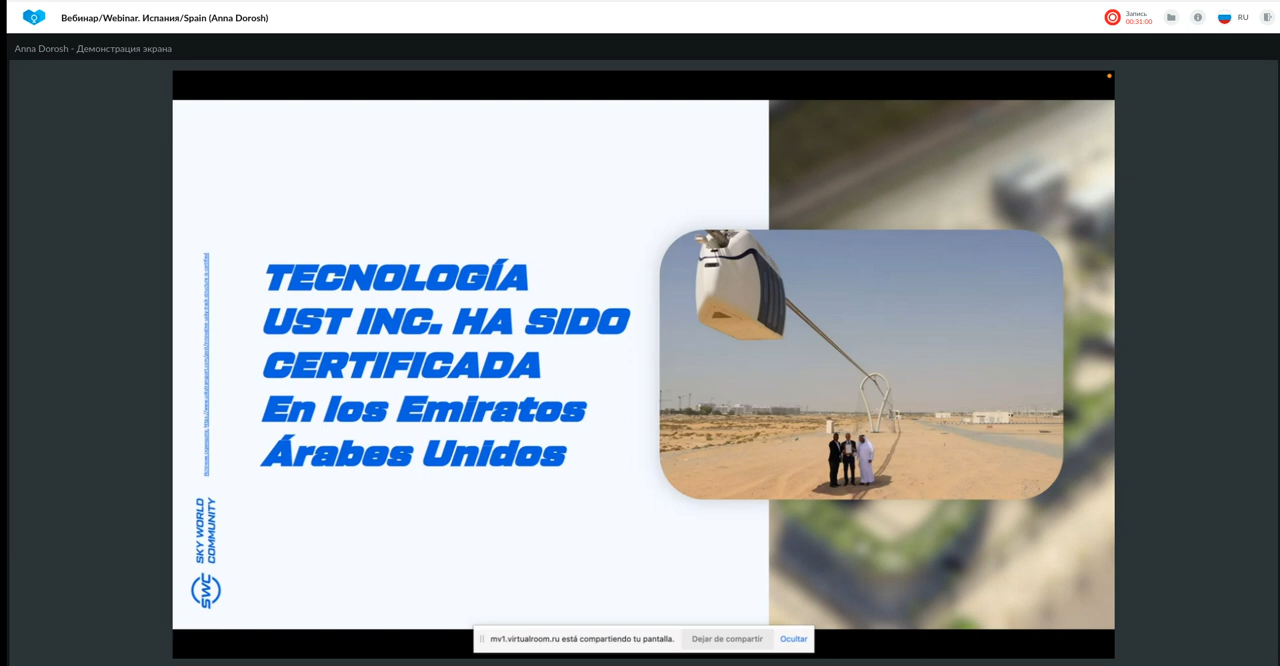 Вебинар/Webinar. Испания/Spain (Anna Dorosh)
Запись
00:31:00
RU
Anna Dorosh - Демонстрация экрана
TECNOLOGÍA
UST INC. HA SIDO
CERTIFICADA
En los Emiratos
Árabes Unidos
SKY WORLD
COMMUNITY
SWC
mv1.virtualroom.ru está compartiendo tu pantalla.
Dejar de compartir
Ocultar